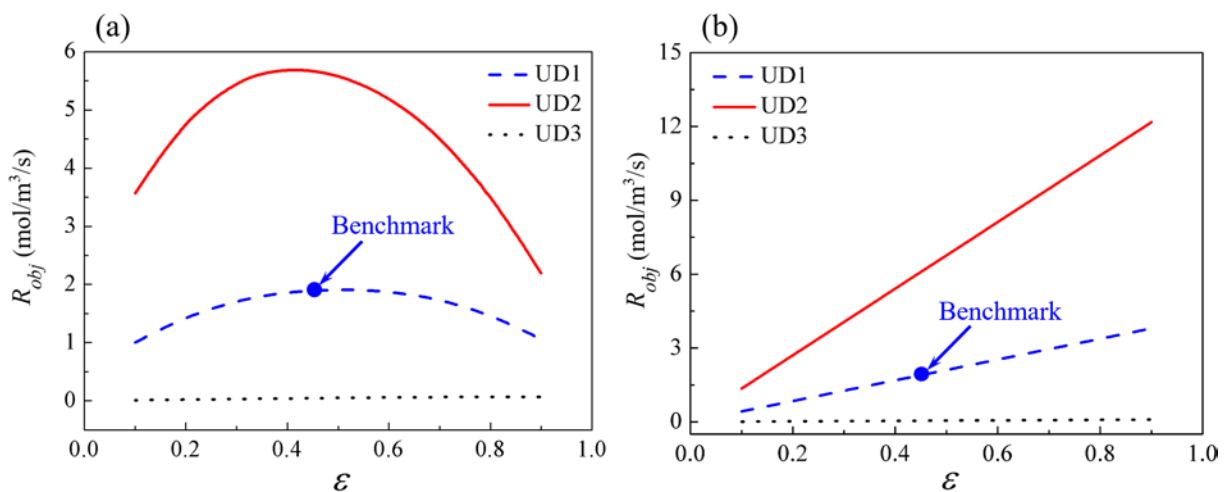 (a)
6
5
4
3
2
1
0
R_obj (mol/m³/s)
UD1
UD2
UD3
Benchmark
0.0 0.2 0.4 0.6 0.8 1.0
ε
(b)
15
12
9
6
3
0
R_obj (mol/m³/s)
UD1
UD2
UD3
Benchmark
0.0 0.2 0.4 0.6 0.8 1.0
ε